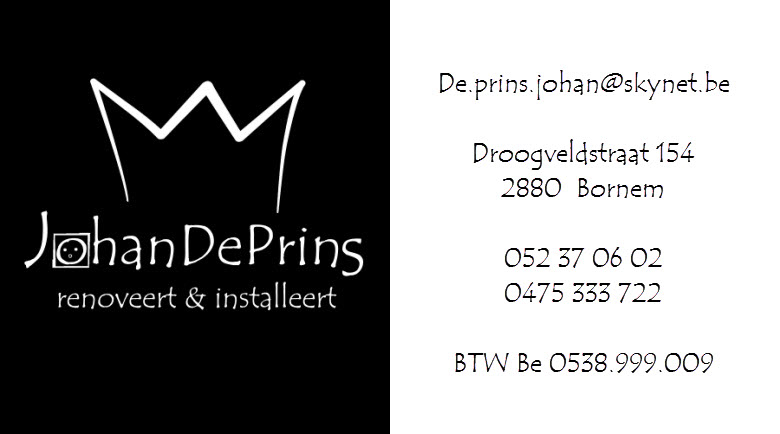 JohanDePrins
renoveert & installeert
De.prins.johan@skynet.be
Droogveldstraat 154
2880 Bornem
052 37 06 02
0475 333 722
BTW Be 0538.999.009